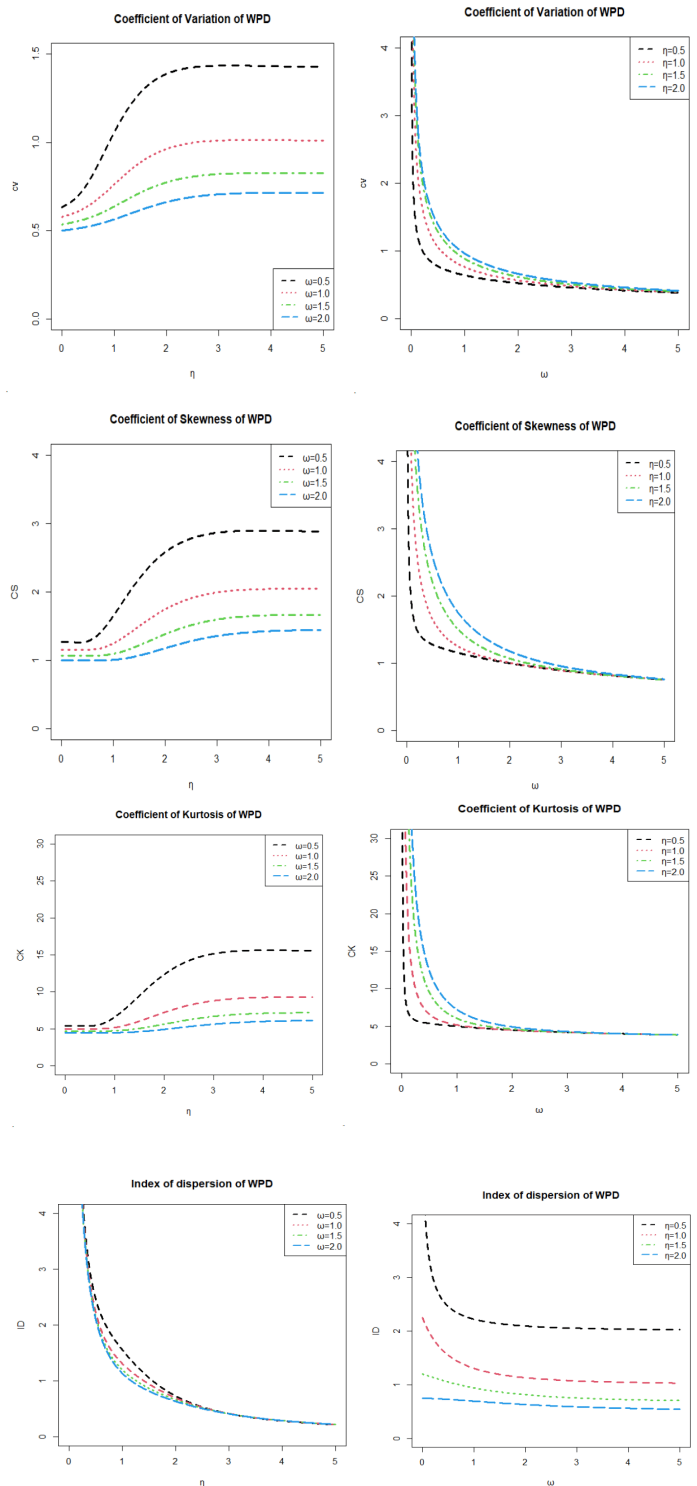 Coefficient of Variation of WPD
cv
0.0
0.5
1.0
1.5
0 1 2 3 4 5
η
ω=0.5
ω=1.0
ω=1.5
ω=2.0
Coefficient of Variation of WPD
cv
0
1
2
3
4
0 1 2 3 4 5
ω
η=0.5
η=1.0
η=1.5
η=2.0
Coefficient of Skewness of WPD
CS
0
1
2
3
4
0 1 2 3 4 5
η
ω=0.5
ω=1.0
ω=1.5
ω=2.0
Coefficient of Skewness of WPD
CS
0
1
2
3
4
0 1 2 3 4 5
ω
η=0.5
η=1.0
η=1.5
η=2.0
Coefficient of Kurtosis of WPD
CK
0
5
10
15
20
25
30
0 1 2 3 4 5
η
ω=0.5
ω=1.0
ω=1.5
ω=2.0
Coefficient of Kurtosis of WPD
CK
0
5
10
15
20
25
30
0 1 2 3 4 5
ω
η=0.5
η=1.0
η=1.5
η=2.0
Index of dispersion of WPD
ID
0
1
2
3
4
0 1 2 3 4 5
η
ω=0.5
ω=1.0
ω=1.5
ω=2.0
Index of dispersion of WPD
ID
0
1
2
3
4
0 1 2 3 4 5
ω
η=0.5
η=1.0
η=1.5
η=2.0